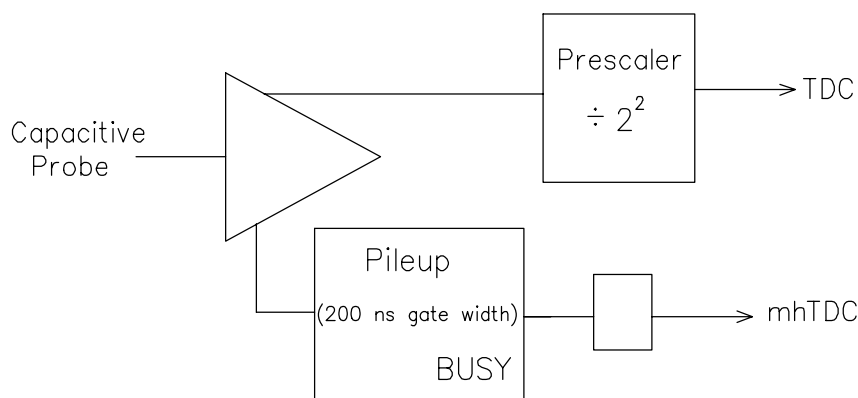 Prescaler
÷ 2²
TDC
Capacitive
Probe
Pileup
(200 ns gate width)
BUSY
mhTDC